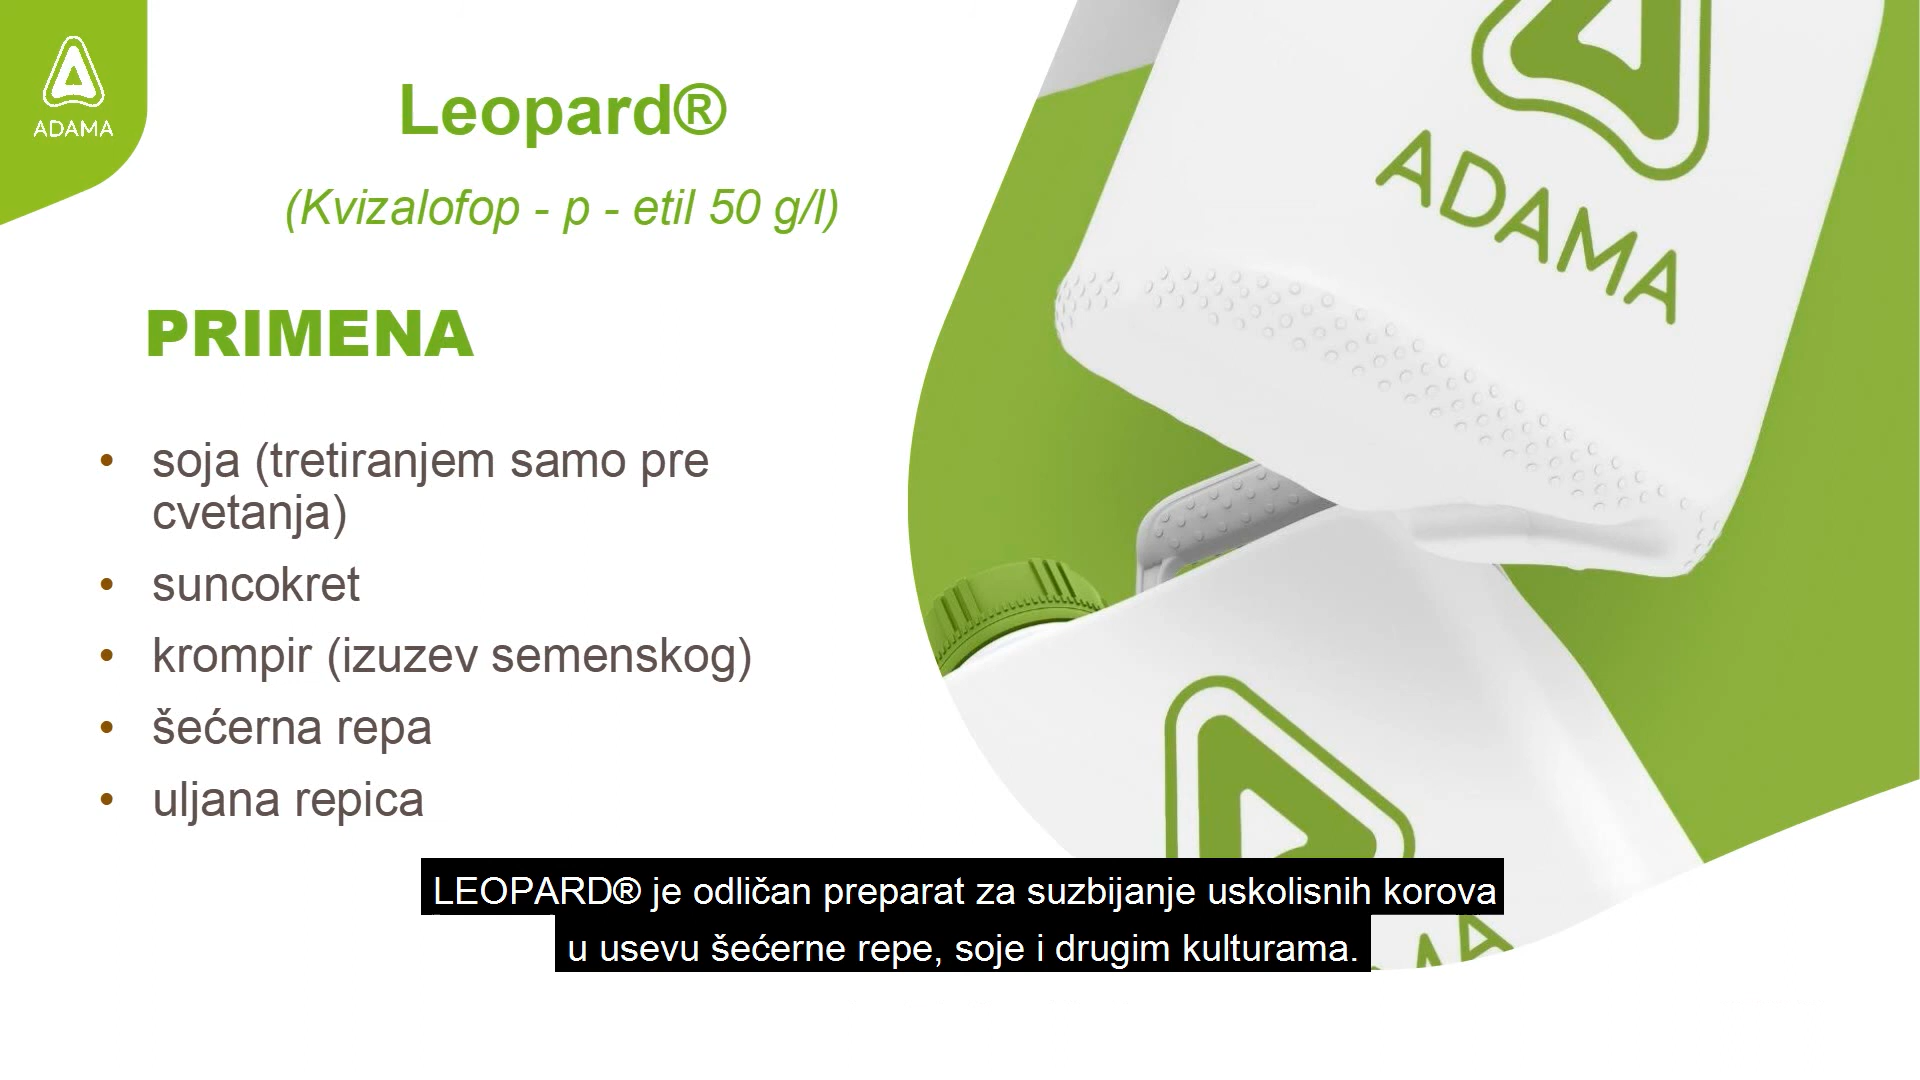 ADAMA
Leopard®
(Kvizalofop - p - etil 50 g/l)
PRIMENA
• soja (tretiranjem samo pre
cvetanja)
• suncokret
• krompir (izuzev semenskog)
• šećerna repa
• uljana repica
ADAMA
LEOPARD® je odličan preparat za suzbijanje uskolisnih korova
u usevu šećerne repe, soje i drugim kulturama.